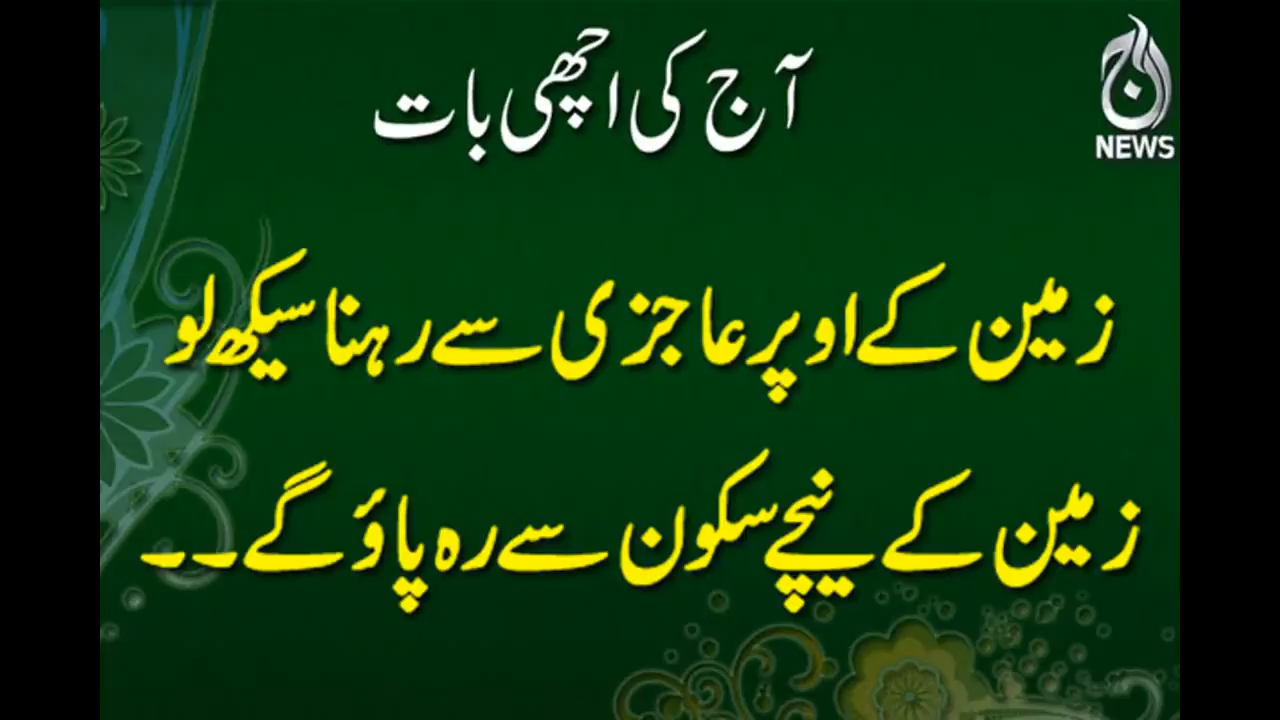 آج کی اچھی بات
آج
NEWS
زمین کے اوپر عاجزی سے رہنا سیکھ لو
زمین کے نیچے سکون سے رہ پاؤ گے۔۔